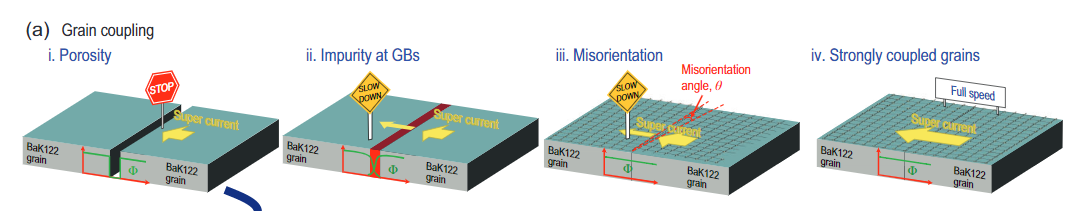 (a) Grain coupling
i. Porosity
ii. Impurity at GBs
iii. Misorientation
iv. Strongly coupled grains
STOP
Super current
BaK122
grain
Φ
BaK122
grain
SLOW
DOWN
Super current
BaK122
grain
Φ
BaK122
grain
Misorientation
angle, θ
SLOW
DOWN
Super current
BaK122
grain
Φ
BaK122
grain
Full speed
Super current
BaK122
grain
Φ
BaK122
grain